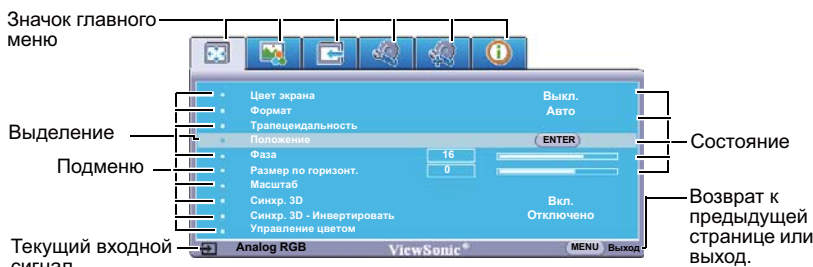 Значок главного
меню
Цвет экрана Выкл.
Формат Авто
Трапецеидальность
Выделение
Положение ENTER
Состояние
Фаза 16
Подменю
Размер по горизонт. 0
Масштаб
Синхр. 3D Вкл.
Синхр. 3D - Инвертировать Отключено
Управление цветом
Возврат к
предыдущей
странице или
выход.
Текущий входной
сигнал
Analog RGB ViewSonic® MENU Выход